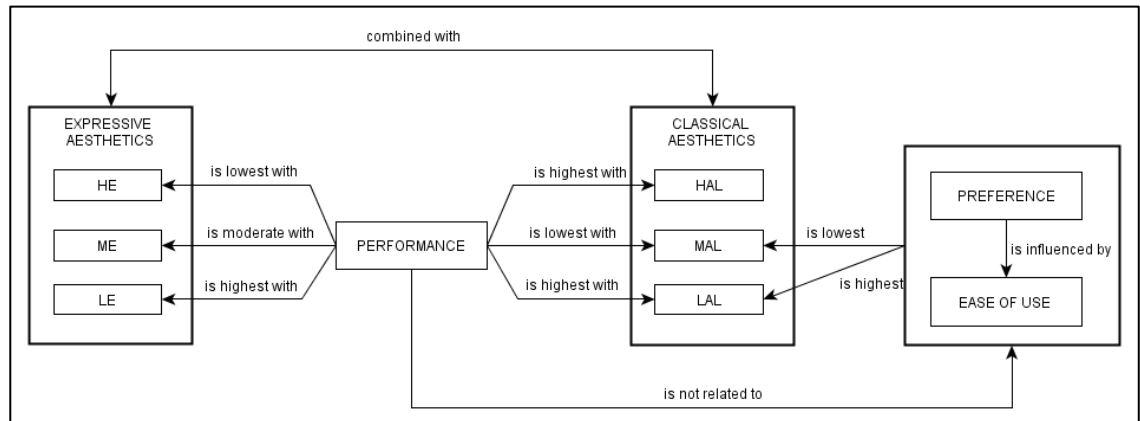 combined with
EXPRESSIVE
AESTHETICS
HE
ME
LE
is lowest with
is moderate with
is highest with
PERFORMANCE
is highest with
is lowest with
is highest with
CLASSICAL
AESTHETICS
HAL
MAL
LAL
is lowest
is highest
PREFERENCE
is influenced by
EASE OF USE
is not related to